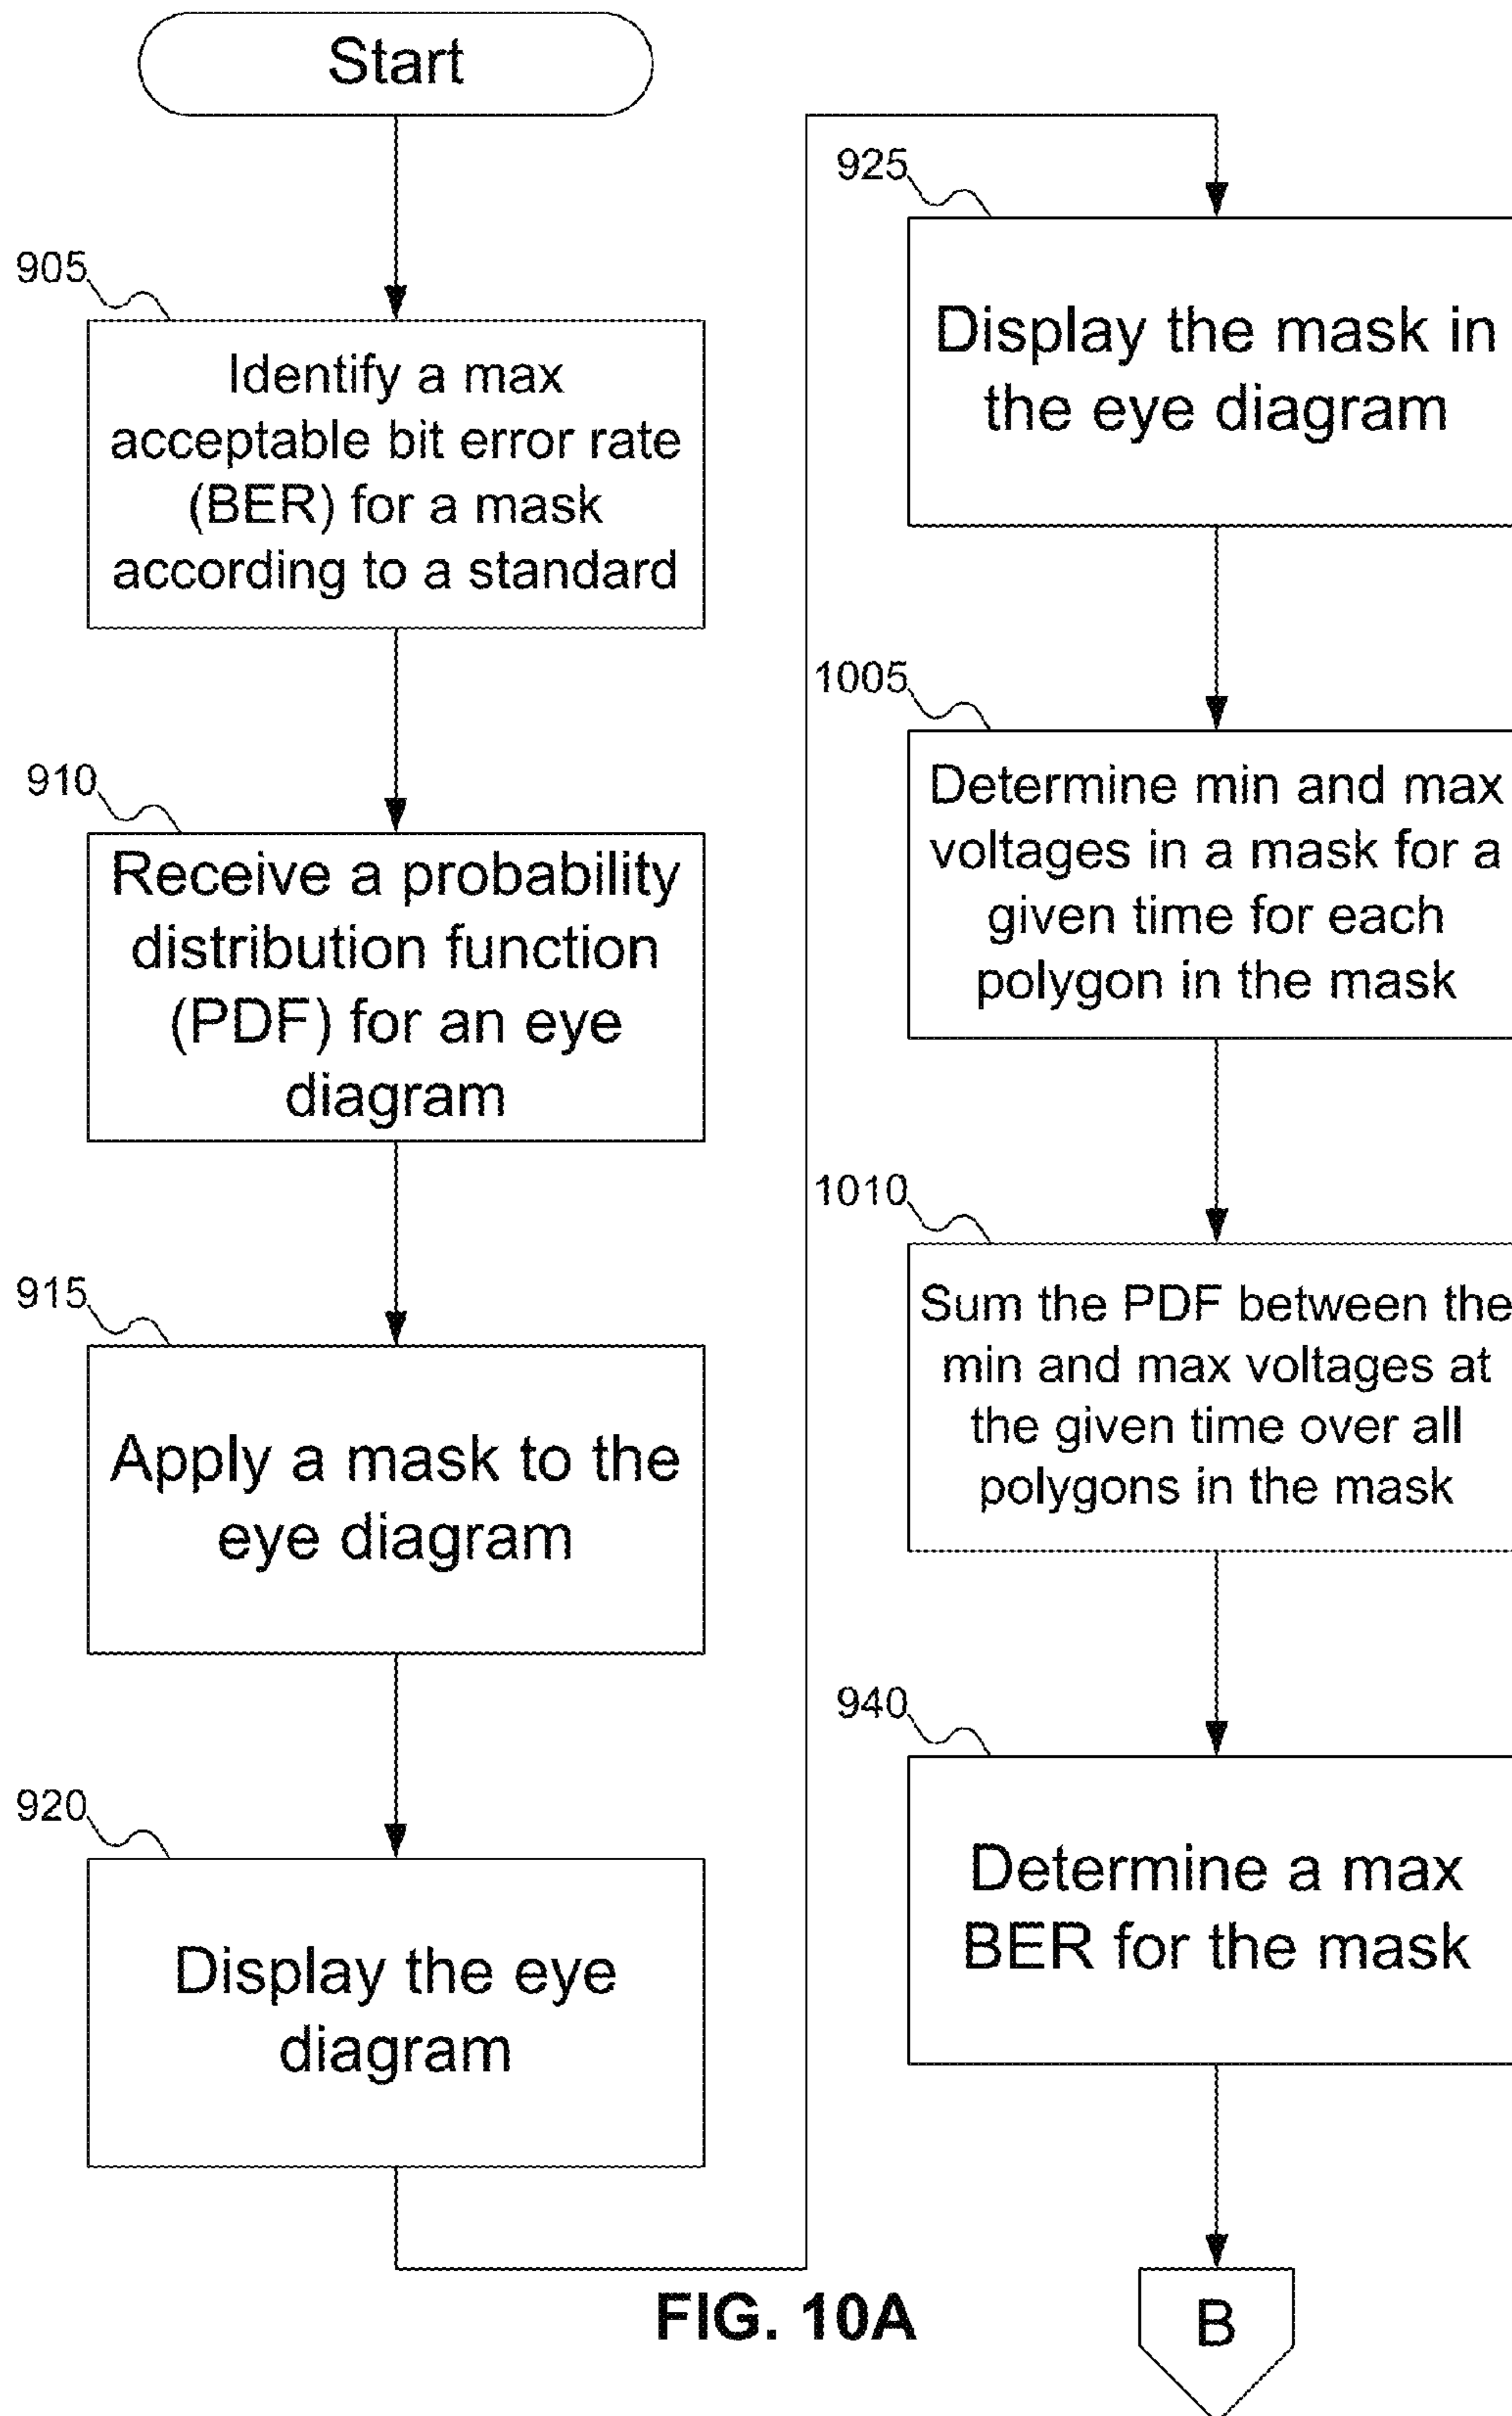 Start
905
Identify a max
acceptable bit error rate
(BER) for a mask
according to a standard
910
Receive a probability
distribution function
(PDF) for an eye
diagram
915
Apply a mask to the
eye diagram
920
Display the eye
diagram
925
Display the mask in
the eye diagram
1005
Determine min and max
voltages in a mask for a
given time for each
polygon in the mask
1010
Sum the PDF between the
min and max voltages at
the given time over all
polygons in the mask
940
Determine a max
BER for the mask
B
FIG. 10A